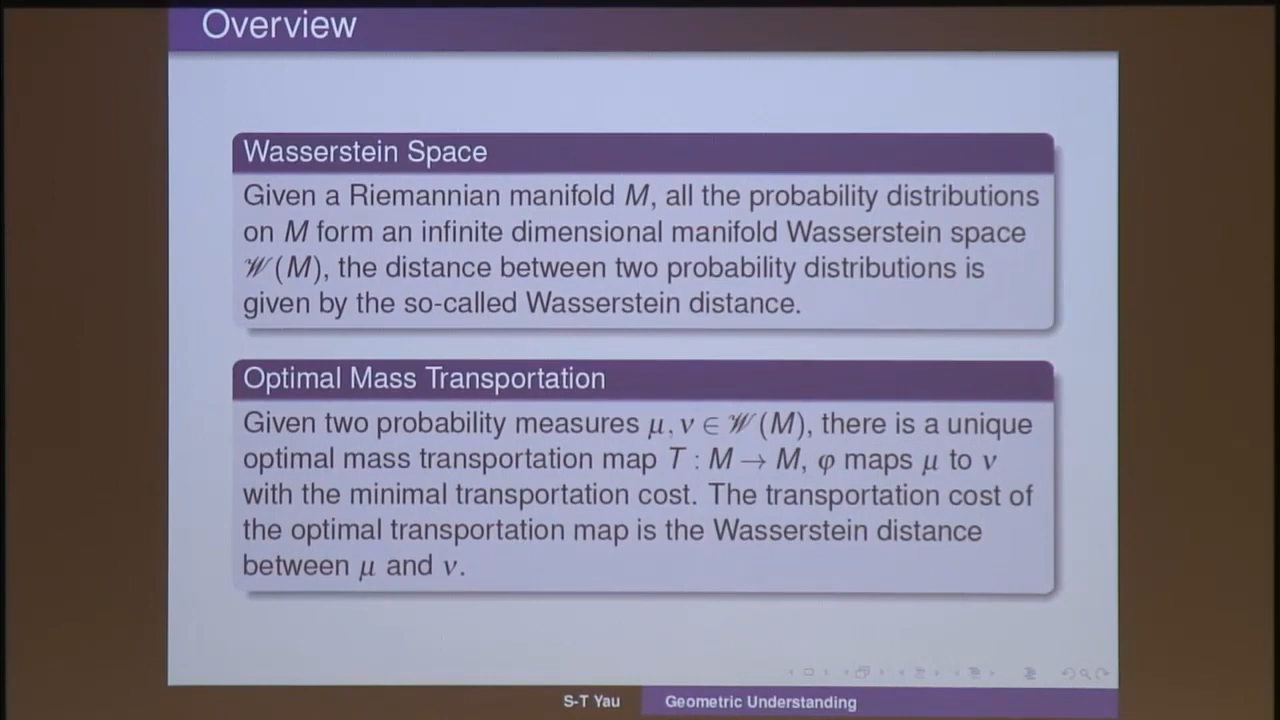 Overview
Wasserstein Space
Given a Riemannian manifold M, all the probability distributions
on M form an infinite dimensional manifold Wasserstein space
𝒲(M), the distance between two probability distributions is
given by the so-called Wasserstein distance.
Optimal Mass Transportation
Given two probability measures μ, ν ∈ 𝒲(M), there is a unique
optimal mass transportation map T : M → M, φ maps μ to ν
with the minimal transportation cost. The transportation cost of
the optimal transportation map is the Wasserstein distance
between μ and ν.
S-T Yau Geometric Understanding